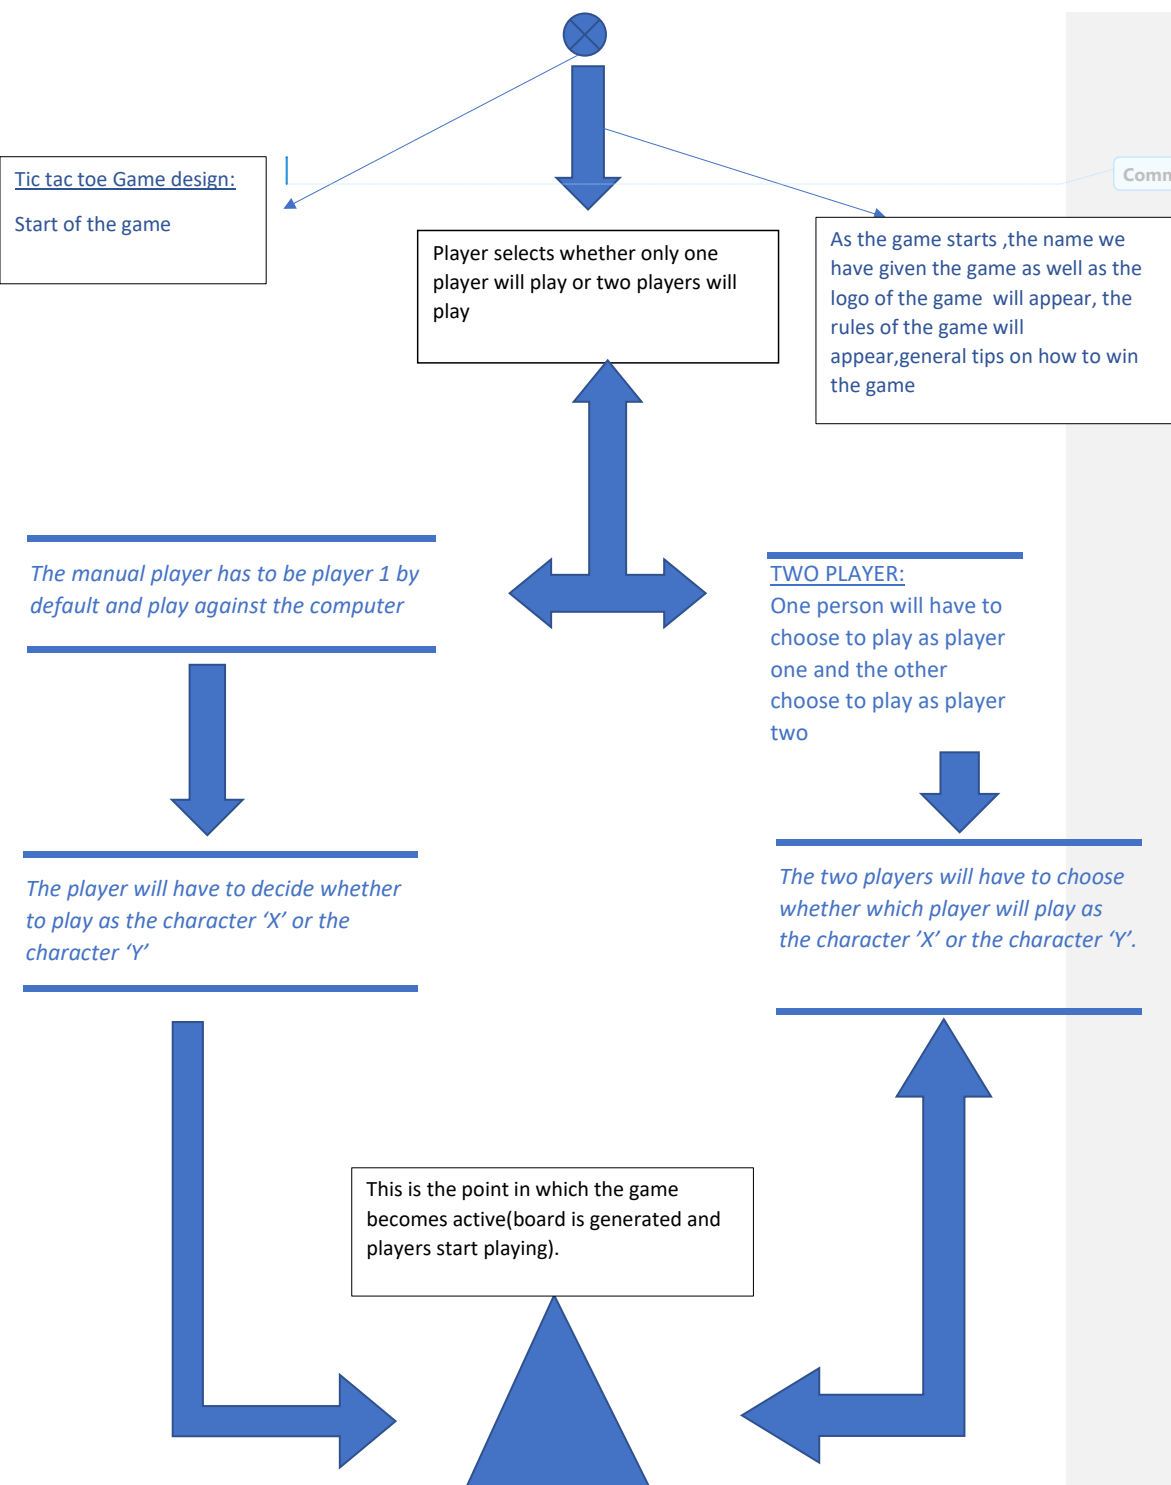 Tic tac toe Game design:
Start of the game
Comm
Player selects whether only one
player will play or two players will
play
As the game starts ,the name we
have given the game as well as the
logo of the game  will appear, the
rules of the game will
appear,general tips on how to win
the game
The manual player has to be player 1 by
default and play against the computer
TWO PLAYER:
One person will have to
choose to play as player
one and the other
choose to play as player
two
The player will have to decide whether
to play as the character ‘X’ or the
character ‘Y’
The two players will have to choose
whether which player will play as
the character ’X’ or the character ‘Y’.
This is the point in which the game
becomes active(board is generated and
players start playing).